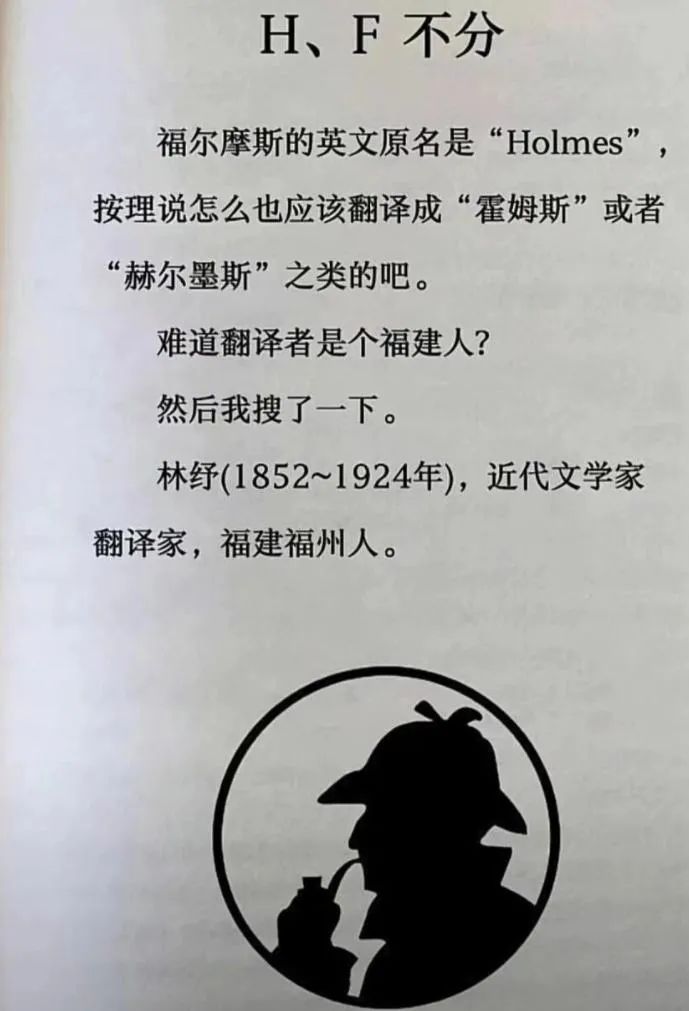 H、F 不分
福尔摩斯的英文原名是“Holmes”，
按理说怎么也应该翻译成“霍姆斯”或者
“赫尔墨斯”之类的吧。
难道翻译者是个福建人?
然后我搜了一下。
林纾(1852~1924年)，近代文学家
翻译家，福建福州人。